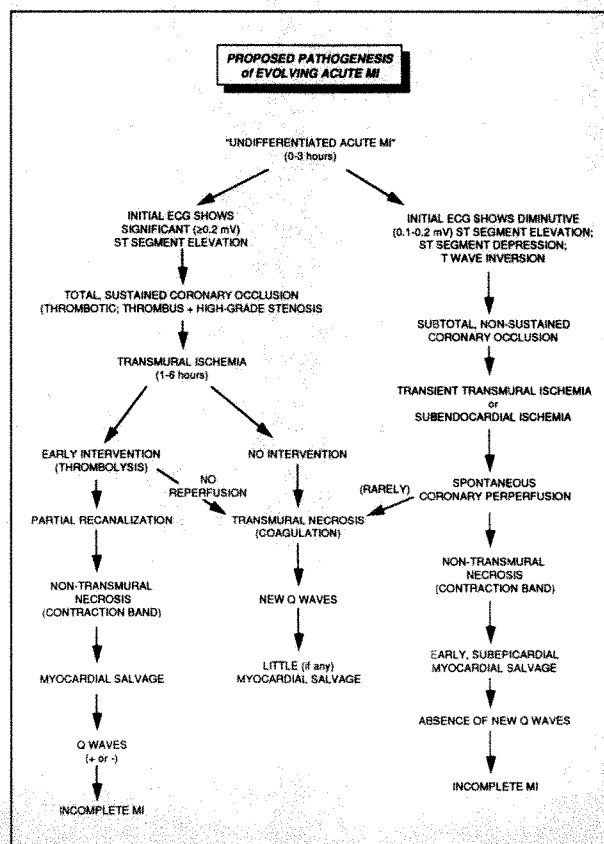 PROPOSED PATHOGENESIS
of EVOLVING ACUTE MI
"UNDIFFERENTIATED ACUTE MI"
(0-3 hours)
INITIAL ECG SHOWS
SIGNIFICANT (≥0.2 mV)
ST SEGMENT ELEVATION
TOTAL, SUSTAINED CORONARY OCCLUSION
(THROMBOTIC; THROMBUS + HIGH-GRADE STENOSIS
TRANSMURAL ISCHEMIA
(1-6 hours)
EARLY INTERVENTION
(THROMBOLYSIS)
NO
REPERFUSION
PARTIAL RECANALIZATION
NON-TRANSMURAL
NECROSIS
(CONTRACTION BAND)
MYOCARDIAL SALVAGE
Q WAVES
(+ or -)
INCOMPLETE MI
NO INTERVENTION
TRANSMURAL NECROSIS
(COAGULATION)
NEW Q WAVES
LITTLE (if any)
MYOCARDIAL SALVAGE
INITIAL ECG SHOWS DIMINUTIVE
(0.1-0.2 mV) ST SEGMENT ELEVATION;
ST SEGMENT DEPRESSION;
T WAVE INVERSION
SUBTOTAL, NON-SUSTAINED
CORONARY OCCLUSION
TRANSIENT TRANSMURAL ISCHEMIA
or
SUBENDOCARDIAL ISCHEMIA
SPONTANEOUS
CORONARY PERPERFUSION
(RARELY)
NON-TRANSMURAL
NECROSIS
(CONTRACTION BAND)
EARLY, SUBEPICARDIAL
MYOCARDIAL SALVAGE
ABSENCE OF NEW Q WAVES
INCOMPLETE MI